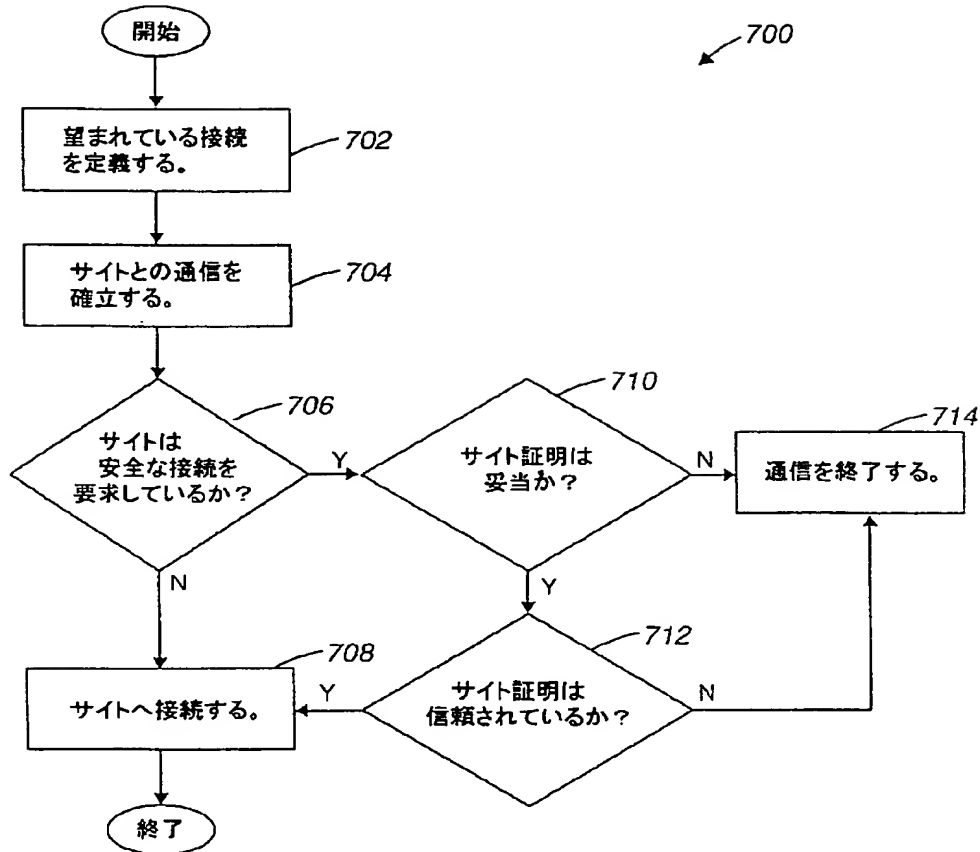 開始
700
望まれている接続
を定義する。
702
サイトとの通信を
確立する。
704
706
サイトは
安全な接続を
要求しているか？
Y
N
710
サイト証明は
妥当か？
N
Y
714
通信を終了する。
712
サイト証明は
信頼されているか？
Y
N
708
サイトへ接続する。
終了